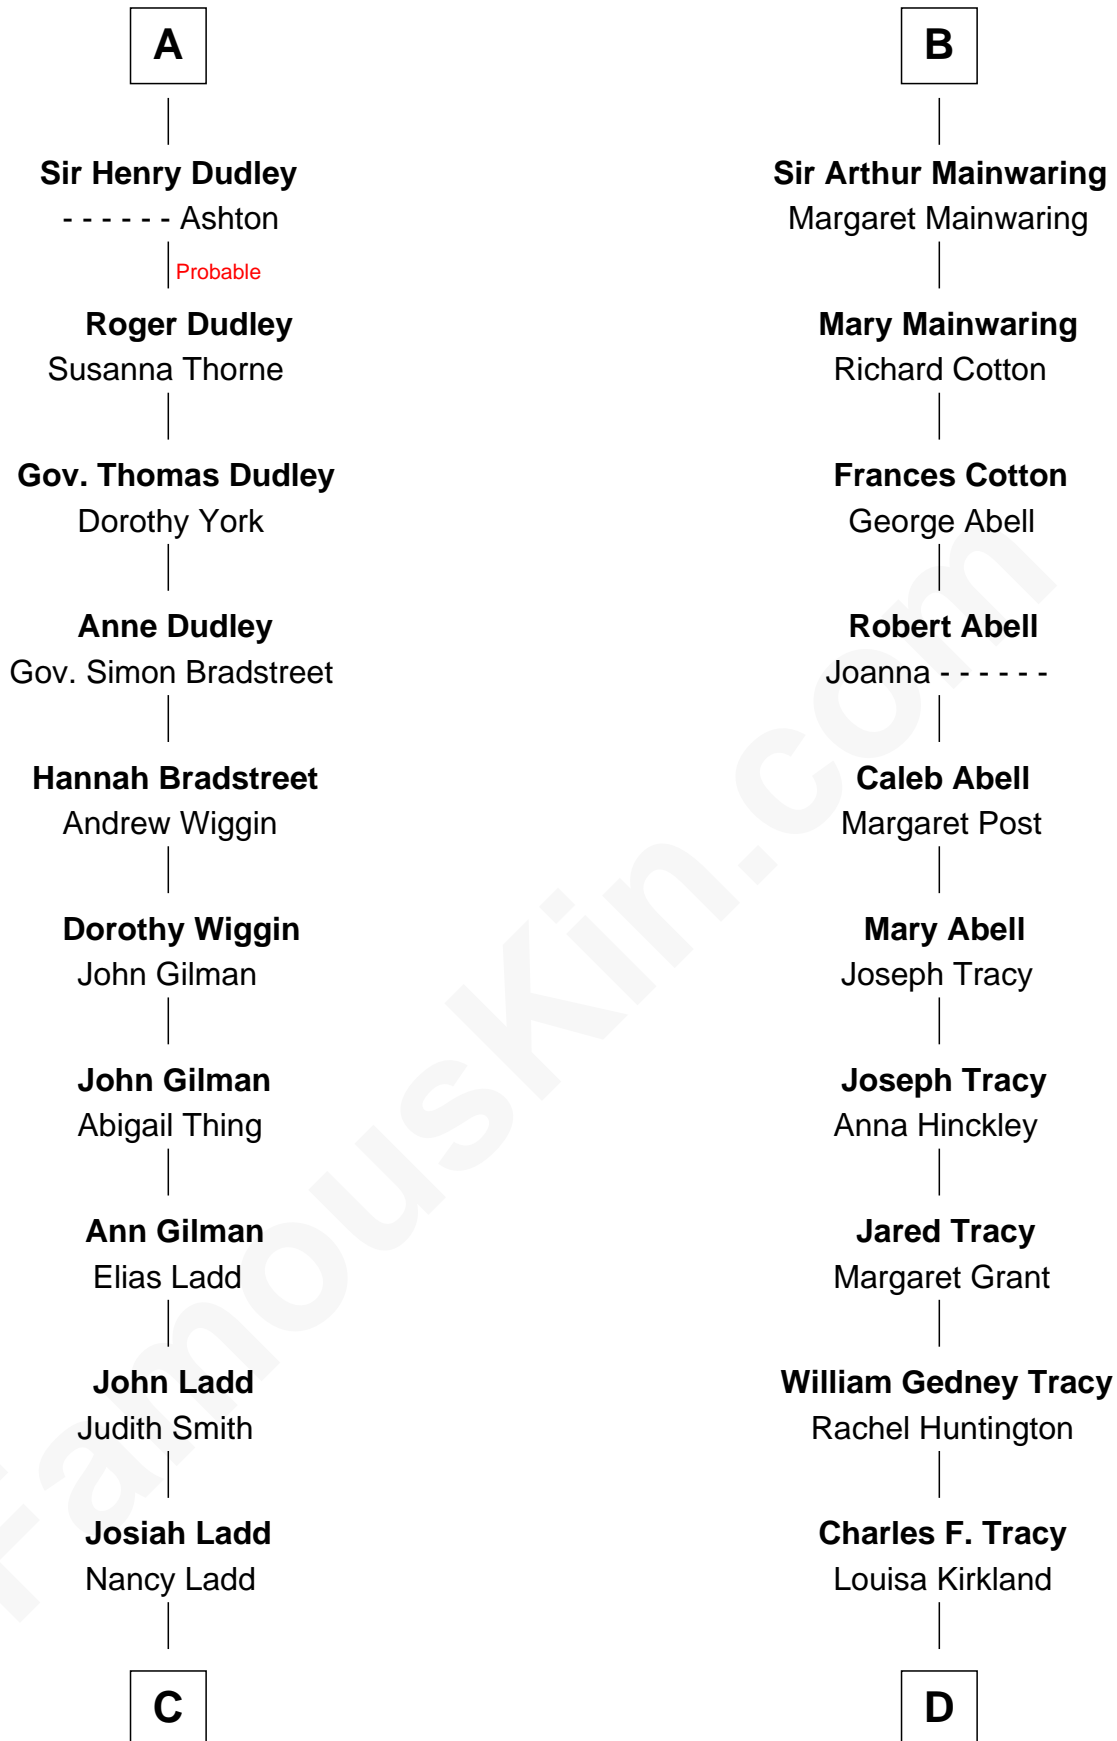 A
Sir Henry Dudley
- - - - - - Ashton
Probable
Roger Dudley
Susanna Thorne
Gov. Thomas Dudley
Dorothy York
Anne Dudley
Gov. Simon Bradstreet
Hannah Bradstreet
Andrew Wiggin
Dorothy Wiggin
John Gilman
John Gilman
Abigail Thing
Ann Gilman
Elias Ladd
John Ladd
Judith Smith
Josiah Ladd
Nancy Ladd
C
B
Sir Arthur Mainwaring
Margaret Mainwaring
Mary Mainwaring
Richard Cotton
Frances Cotton
George Abell
Robert Abell
Joanna - - - - - -
Caleb Abell
Margaret Post
Mary Abell
Joseph Tracy
Joseph Tracy
Anna Hinckley
Jared Tracy
Margaret Grant
William Gedney Tracy
Rachel Huntington
Charles F. Tracy
Louisa Kirkland
D
FamousKin.com